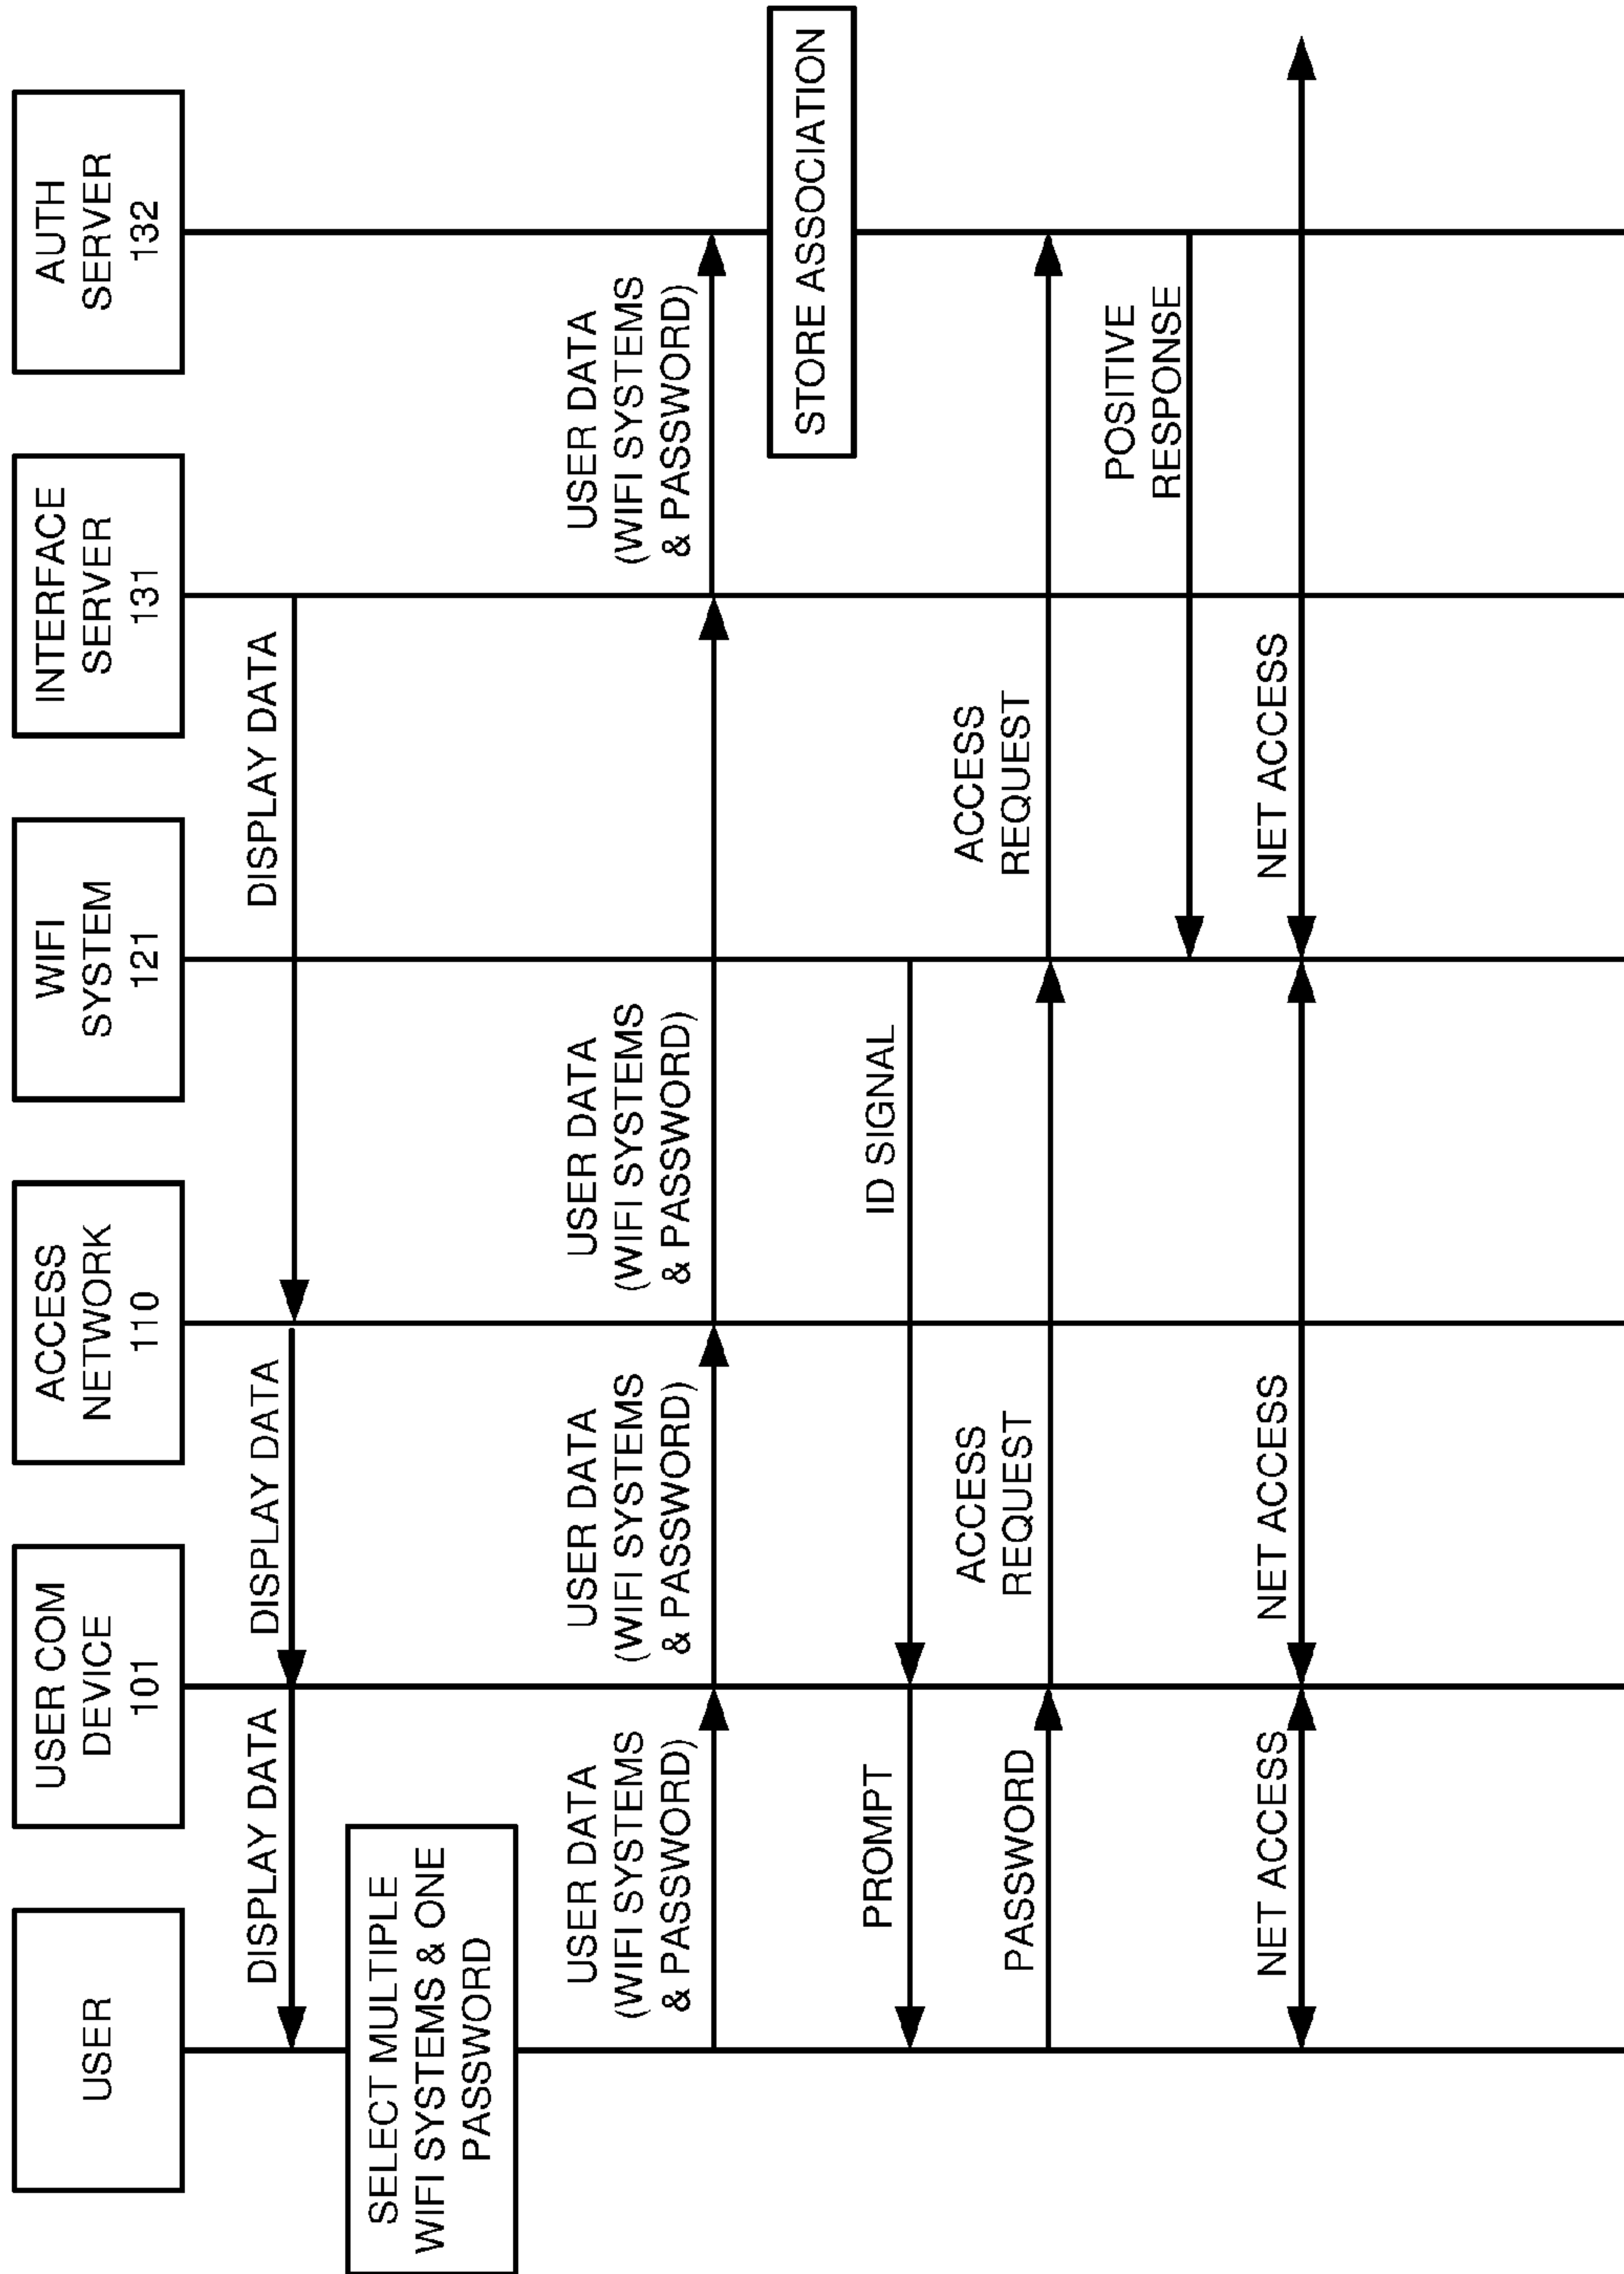 USER
USER COM
DEVICE
101
ACCESS
NETWORK
110
WIFI
SYSTEM
121
INTERFACE
SERVER
131
AUTH
SERVER
132
DISPLAY DATA
DISPLAY DATA
DISPLAY DATA
SELECT MULTIPLE
WIFI SYSTEMS & ONE
PASSWORD
USER DATA
(WIFI SYSTEMS
& PASSWORD)
USER DATA
(WIFI SYSTEMS
& PASSWORD)
USER DATA
(WIFI SYSTEMS
& PASSWORD)
USER DATA
(WIFI SYSTEMS
& PASSWORD)
STORE ASSOCIATION
PROMPT
ID SIGNAL
PASSWORD
ACCESS
REQUEST
ACCESS
REQUEST
POSITIVE
RESPONSE
NET ACCESS
NET ACCESS
NET ACCESS